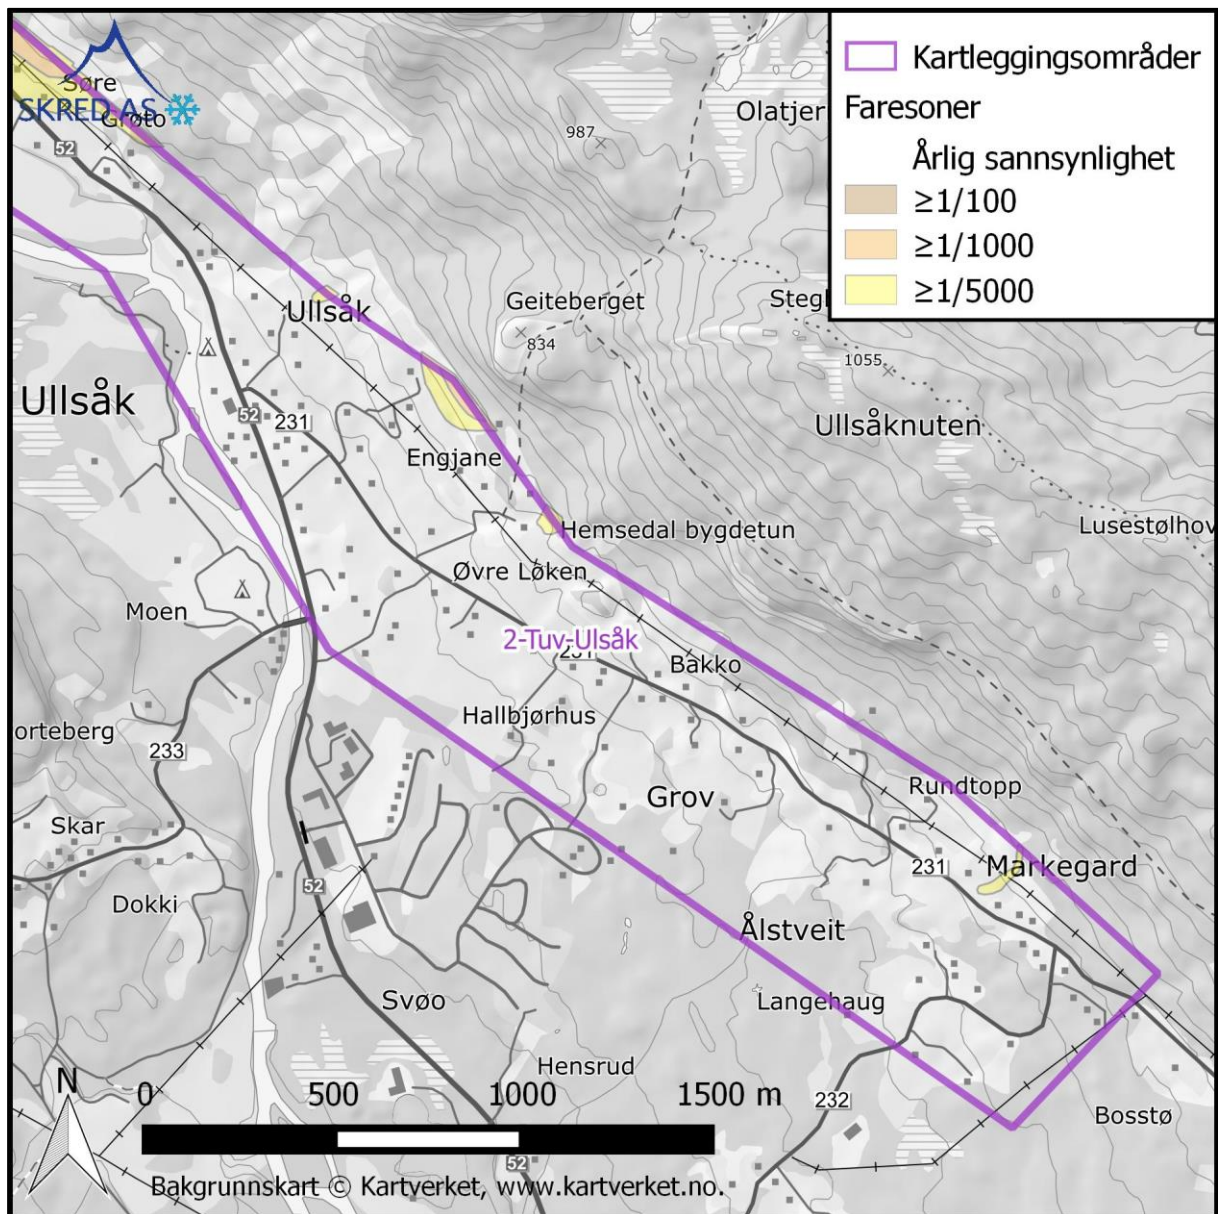 Kartleggingsområder
Faresoner
Årlig sannsynlighet
≥1/100
≥1/1000
≥1/5000
Søre
SKRED AS
Grøto
52
987
Olatjer
Ullsåk
Geiteberget
834
Stegl
1055
Ullsåk
52
231
Ullsåknuten
Engjane
Hemsedal bygdetun
Lusestølhov
Øvre Løken
Moen
2-Tuv-Ulsåk
231
Bakko
Hallbjørhus
orteberg
233
Rundtopp
Grov
Skar
231
Markegard
52
Dokki
Ålstveit
Svøo
Langehaug
Hensrud
N
0 500 1000 1500 m
232
Bosstø
52
Bakgrunnskart © Kartverket, www.kartverket.no.